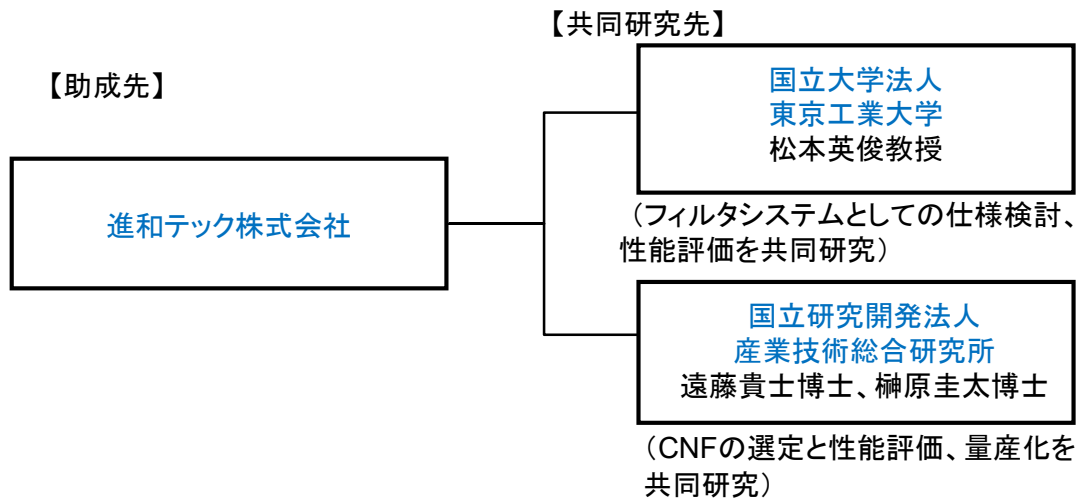 【共同研究先】
【助成先】
国立大学法人
東京工業大学
松本英俊教授
進和テック株式会社
(フィルタシステムとしての仕様検討、
性能評価を共同研究)
国立研究開発法人
産業技術総合研究所
遠藤貴士博士、榊原圭太博士
(CNFの選定と性能評価、量産化を
共同研究)